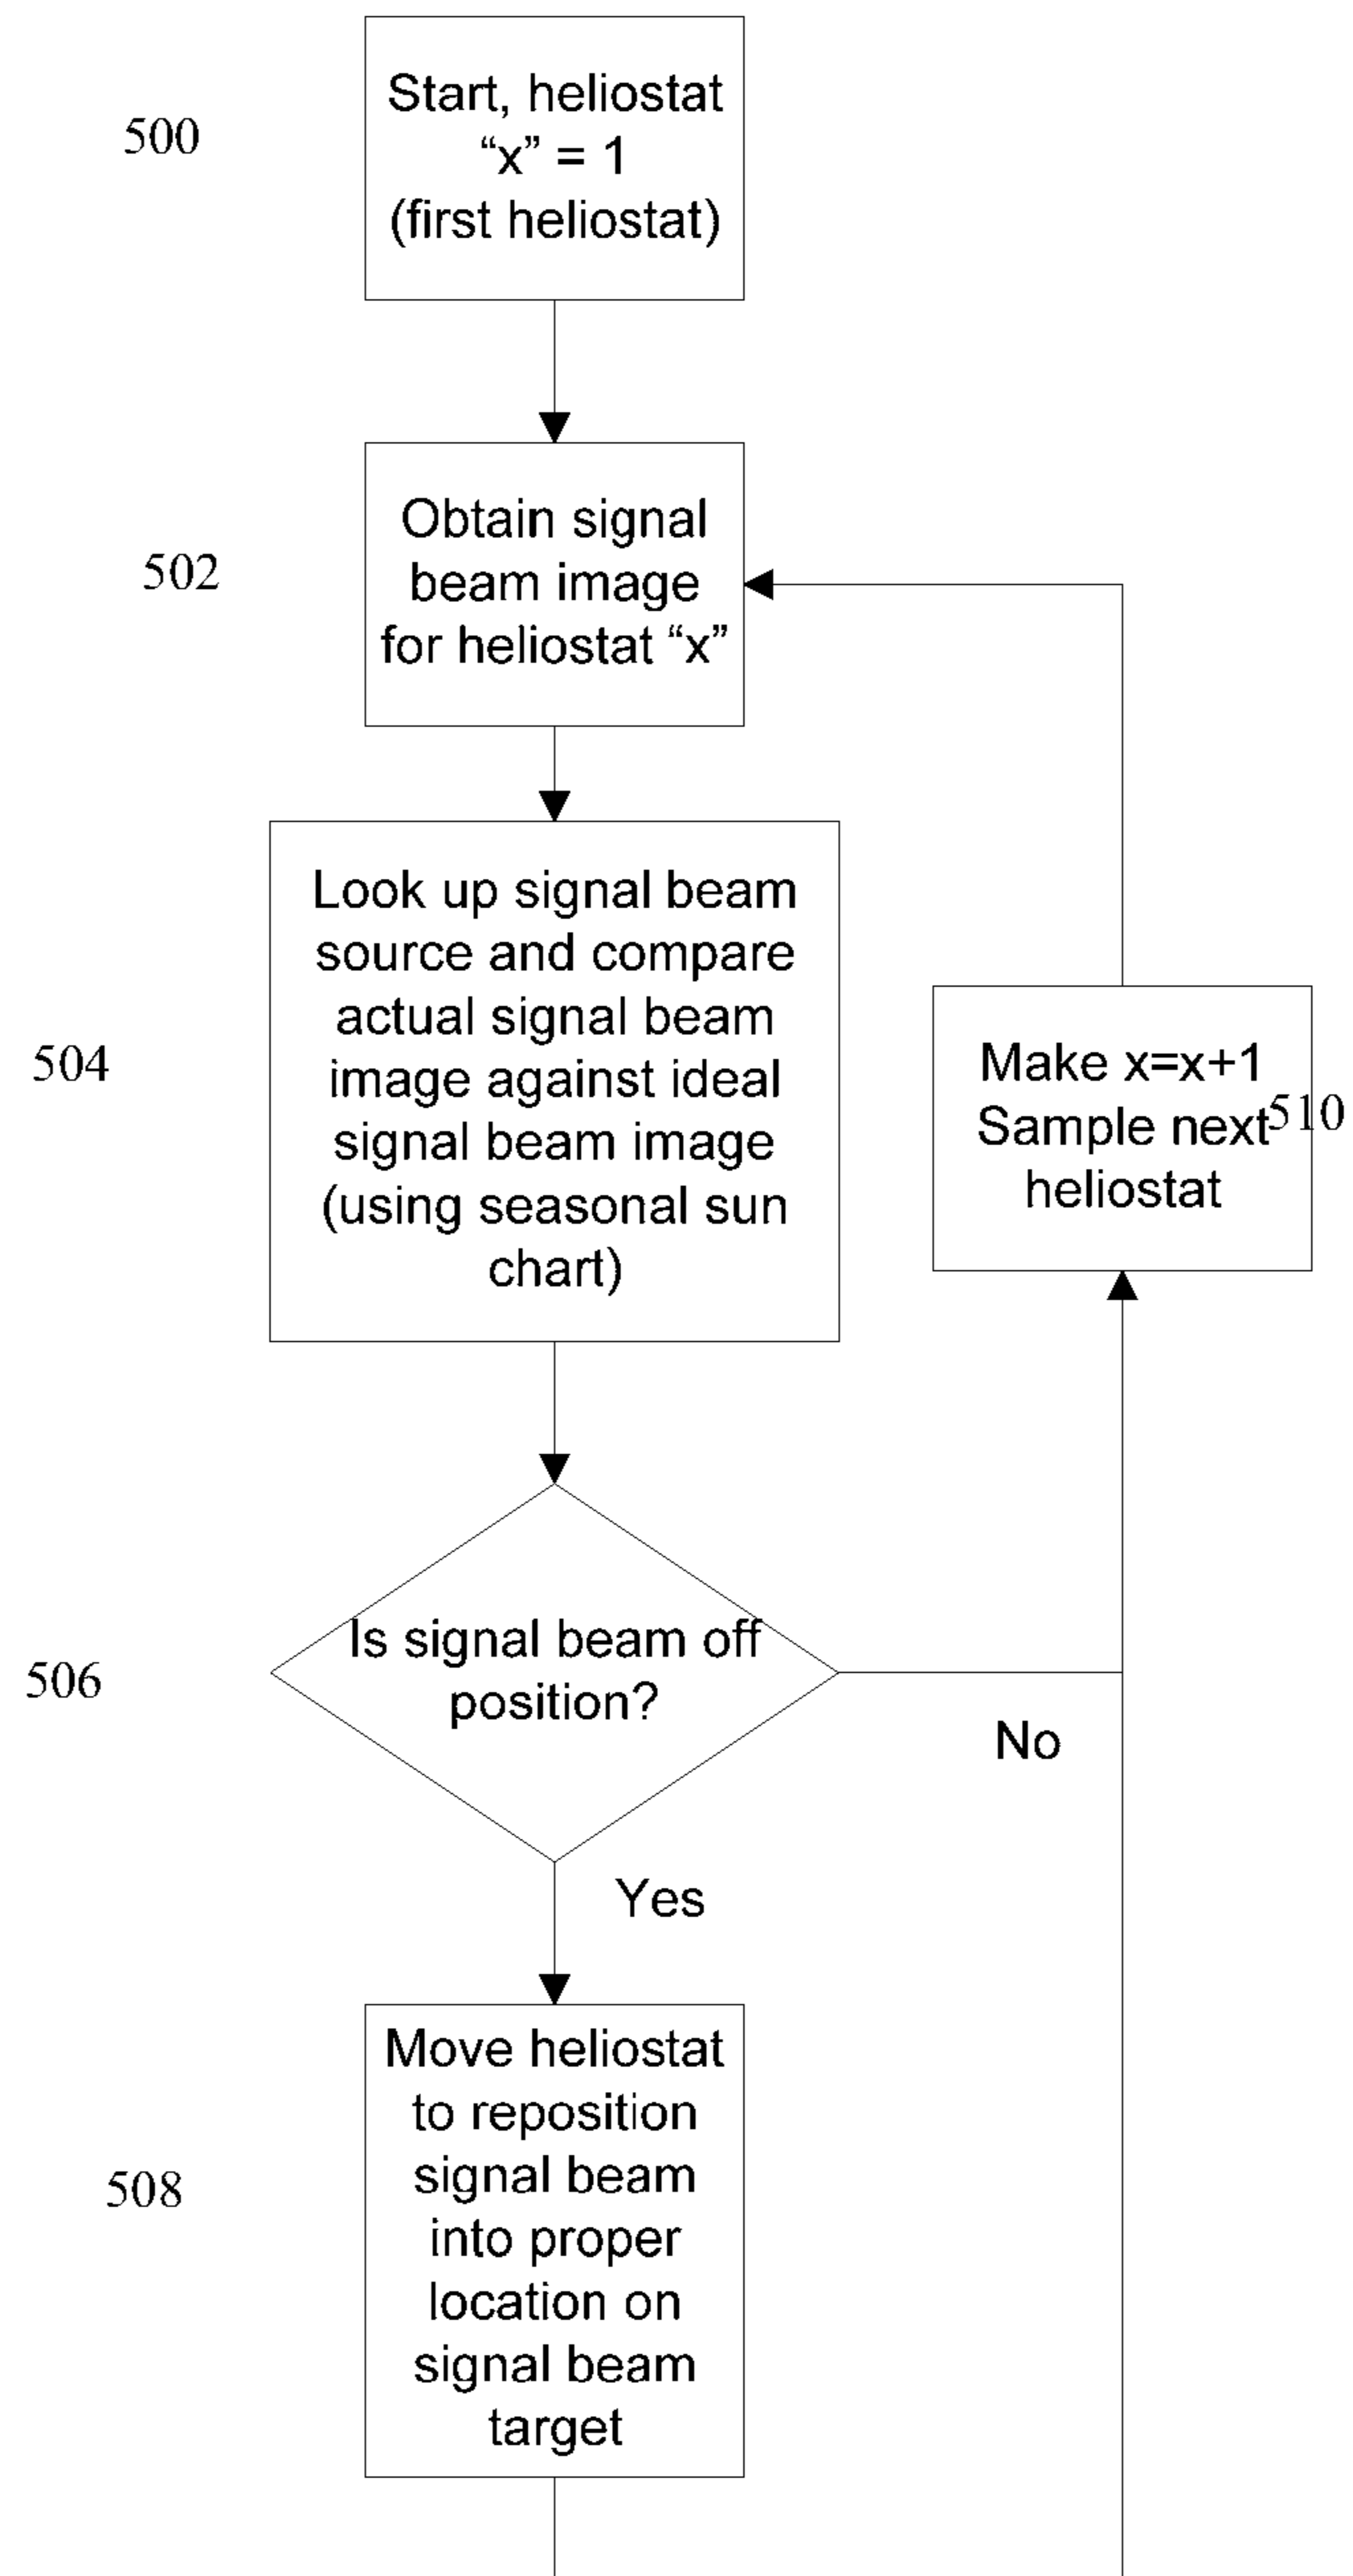 500
Start, heliostat
“x” = 1
(first heliostat)
502
Obtain signal
beam image
for heliostat “x”
504
Look up signal beam
source and compare
actual signal beam
image against ideal
signal beam image
(using seasonal sun
chart)
Make x=x+1
Sample next
heliostat
510
506
Is signal beam off
position?
No
Yes
508
Move heliostat
to reposition
signal beam
into proper
location on
signal beam
target